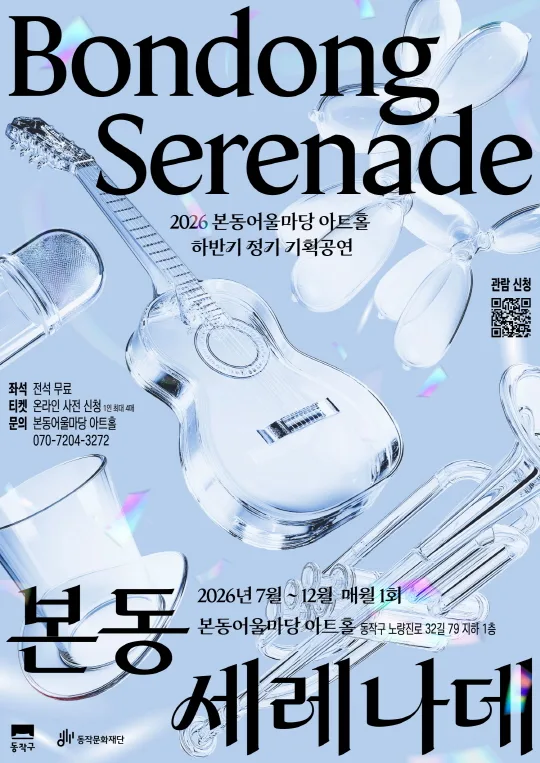 Bondong
Serenade
2026 본동어울마당 아트홀
하반기 정기 기획공연
관람 신청
좌석 전석 무료
티켓 온라인 사전 신청 1인 최대 4매
문의 본동어울마당 아트홀
070-7204-3272
본동
2026년 7월 ~ 12월 매월 1회
본동어울마당 아트홀 동작구 노량진로 32길 79 지하 1층
세레나데
동작구
동작문화재단